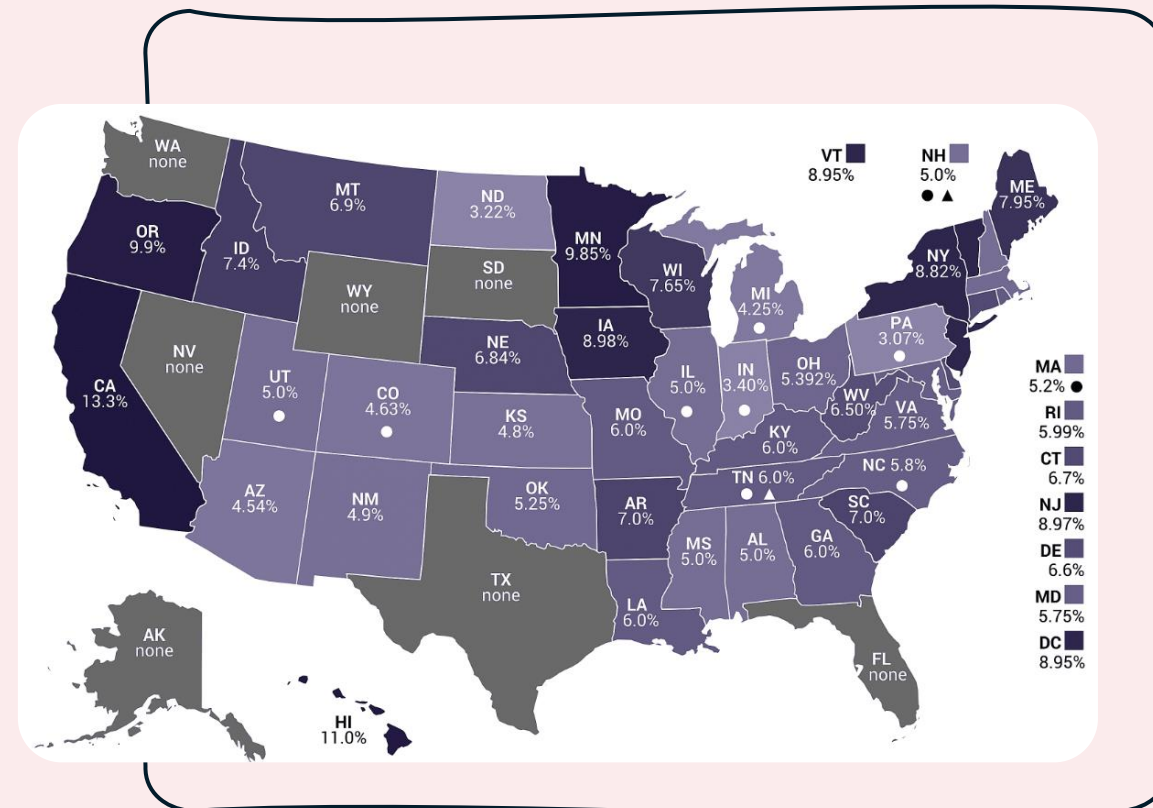 WA
none
OR
9.9%
CA
13.3%
NV
none
ID
7.4%
MT
6.9%
WY
none
UT
5.0%
CO
4.63%
AZ
4.54%
NM
4.9%
ND
3.22%
SD
none
NE
6.84%
KS
4.8%
OK
5.25%
TX
none
MN
9.85%
IA
8.98%
MO
6.0%
AR
7.0%
LA
6.0%
WI
7.65%
IL
5.0%
MI
4.25%
IN
3.40%
OH
5.392%
KY
6.0%
TN 6.0%
MS
5.0%
AL
5.0%
GA
6.0%
FL
none
SC
7.0%
NC 5.8%
VA
5.75%
WV
6.50%
PA
3.07%
NY
8.82%
ME
7.95%
VT
8.95%
NH
5.0%
MA
5.2%
RI
5.99%
CT
6.7%
NJ
8.97%
DE
6.6%
MD
5.75%
DC
8.95%
AK
none
HI
11.0%